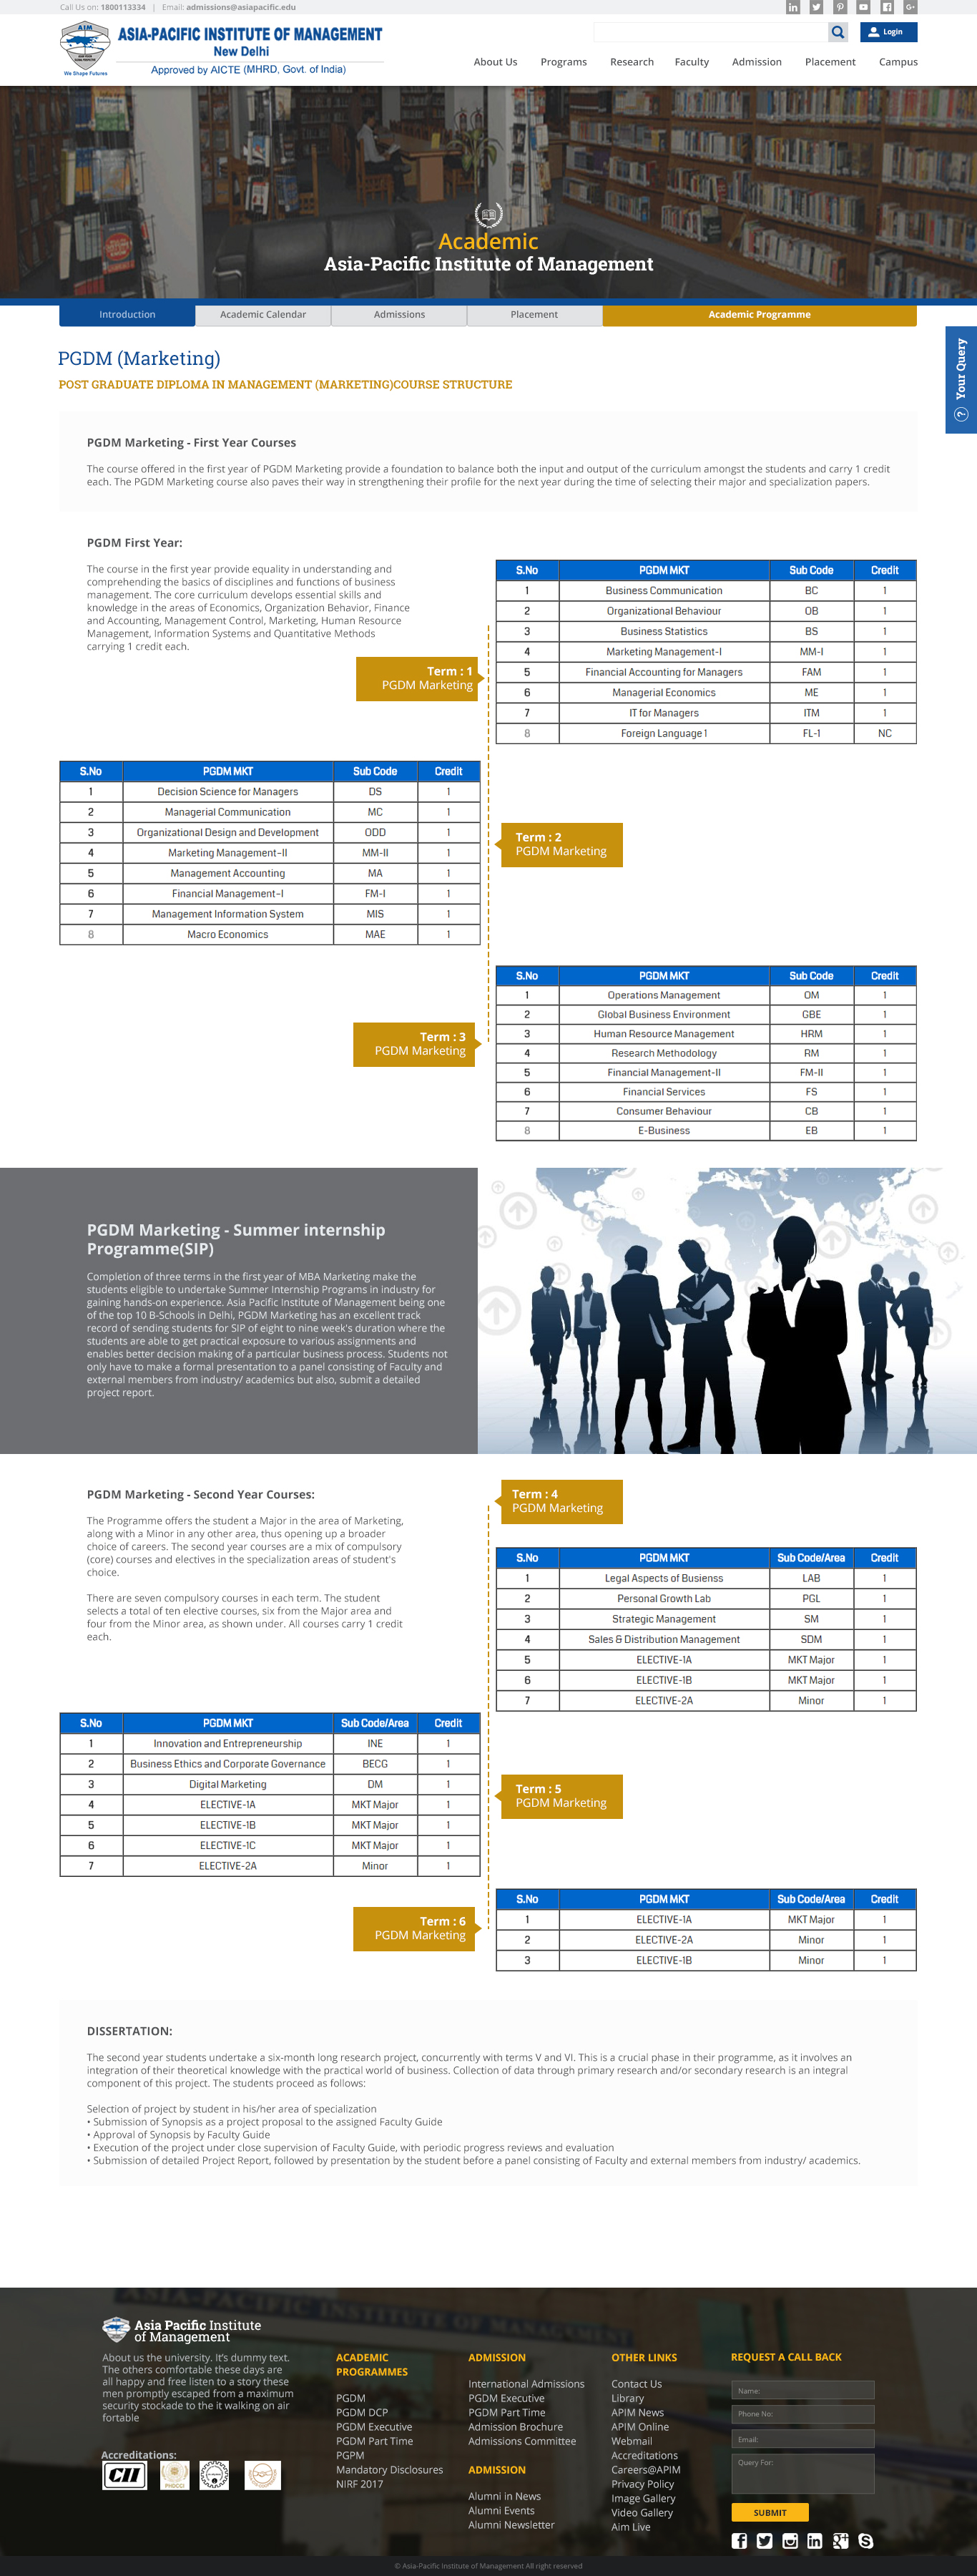 Call Us on: 1800113334 | Email: admissions@asiapacific.edu
AIM
We Shape Futures
ASIA-PACIFIC INSTITUTE OF MANAGEMENT
New Delhi
Approved by AICTE (MHRD, Govt. of India)
Login
About Us Programs Research Faculty Admission Placement Campus
Academic
Asia-Pacific Institute of Management
Introduction Academic Calendar Admissions Placement Academic Programme
Your Query
PGDM (Marketing)
POST GRADUATE DIPLOMA IN MANAGEMENT (MARKETING)COURSE STRUCTURE
PGDM Marketing - First Year Courses
The course offered in the first year of PGDM Marketing provide a foundation to balance both the input and output of the curriculum amongst the students and carry 1 credit
each. The PGDM Marketing course also paves their way in strengthening their profile for the next year during the time of selecting their major and specialization papers.
PGDM First Year:
The course in the first year provide equality in understanding and
comprehending the basics of disciplines and functions of business
management. The core curriculum develops essential skills and
knowledge in the areas of Economics, Organization Behavior, Finance
and Accounting, Management Control, Marketing, Human Resource
Management, Information Systems and Quantitative Methods
carrying 1 credit each.
Term : 1
PGDM Marketing
S.No PGDM MKT Sub Code Credit
1 Business Communication BC 1
2 Organizational Behaviour OB 1
3 Business Statistics BS 1
4 Marketing Management-I MM-I 1
5 Financial Accounting for Managers FAM 1
6 Managerial Economics ME 1
7 IT for Managers ITM 1
8 Foreign Language 1 FL-1 NC
S.No PGDM MKT Sub Code Credit
1 Decision Science for Managers DS 1
2 Managerial Communication MC 1
3 Organizational Design and Development ODD 1
4 Marketing Management-II MM-II 1
5 Management Accounting MA 1
6 Financial Management-I FM-I 1
7 Management Information System MIS 1
8 Macro Economics MAE 1
Term : 2
PGDM Marketing
Term : 3
PGDM Marketing
S.No PGDM MKT Sub Code Credit
1 Operations Management OM 1
2 Global Business Environment GBE 1
3 Human Resource Management HRM 1
4 Research Methodology RM 1
5 Financial Management-II FM-II 1
6 Financial Services FS 1
7 Consumer Behaviour CB 1
8 E-Business EB 1
PGDM Marketing - Summer internship
Programme(SIP)
Completion of three terms in the first year of MBA Marketing make the
students eligible to undertake Summer Internship Programs in industry for
gaining hands-on experience. Asia Pacific Institute of Management being one
of the top 10 B-Schools in Delhi, PGDM Marketing has an excellent track
record of sending students for SIP of eight to nine week's duration where the
students are able to get practical exposure to various assignments and
enables better decision making of a particular business process. Students not
only have to make a formal presentation to a panel consisting of Faculty and
external members from industry/ academics but also, submit a detailed
project report.
PGDM Marketing - Second Year Courses:
The Programme offers the student a Major in the area of Marketing,
along with a Minor in any other area, thus opening up a broader
choice of careers. The second year courses are a mix of compulsory
(core) courses and electives in the specialization areas of student's
choice.
There are seven compulsory courses in each term. The student
selects a total of ten elective courses, six from the Major area and
four from the Minor area, as shown under. All courses carry 1 credit
each.
Term : 4
PGDM Marketing
S.No PGDM MKT Sub Code/Area Credit
1 Legal Aspects of Busienss LAB 1
2 Personal Growth Lab PGL 1
3 Strategic Management SM 1
4 Sales & Distribution Management SDM 1
5 ELECTIVE-1A MKT Major 1
6 ELECTIVE-1B MKT Major 1
7 ELECTIVE-2A Minor 1
S.No PGDM MKT Sub Code/Area Credit
1 Innovation and Entrepreneurship INE 1
2 Business Ethics and Corporate Governance BECG 1
3 Digital Marketing DM 1
4 ELECTIVE-1A MKT Major 1
5 ELECTIVE-1B MKT Major 1
6 ELECTIVE-1C MKT Major 1
7 ELECTIVE-2A Minor 1
Term : 5
PGDM Marketing
Term : 6
PGDM Marketing
S.No PGDM MKT Sub Code/Area Credit
1 ELECTIVE-1A MKT Major 1
2 ELECTIVE-2A Minor 1
3 ELECTIVE-1B Minor 1
DISSERTATION:
The second year students undertake a six-month long research project, concurrently with terms V and VI. This is a crucial phase in their programme, as it involves an
integration of their theoretical knowledge with the practical world of business. Collection of data through primary research and/or secondary research is an integral
component of this project. The students proceed as follows:
Selection of project by student in his/her area of specialization
• Submission of Synopsis as a project proposal to the assigned Faculty Guide
• Approval of Synopsis by Faculty Guide
• Execution of the project under close supervision of Faculty Guide, with periodic progress reviews and evaluation
• Submission of detailed Project Report, followed by presentation by the student before a panel consisting of Faculty and external members from industry/ academics.
Asia Pacific Institute
of Management
About us the university. It's dummy text.
The others comfortable these days are
all happy and free listen to a story these
men promptly escaped from a maximum
security stockade to the it walking on air
fortable
Accreditations:
CII
PHDCCI
ACADEMIC
PROGRAMMES
PGDM
PGDM DCP
PGDM Executive
PGDM Part Time
PGPM
Mandatory Disclosures
NIRF 2017
ADMISSION
International Admissions
PGDM Executive
PGDM Part Time
Admission Brochure
Admissions Committee
ADMISSION
Alumni in News
Alumni Events
Alumni Newsletter
OTHER LINKS
Contact Us
Library
APIM News
APIM Online
Webmail
Accreditations
Careers@APIM
Privacy Policy
Image Gallery
Video Gallery
Aim Live
REQUEST A CALL BACK
Name:
Phone No:
Email:
Query For:
SUBMIT
© Asia-Pacific Institute of Management All right reserved